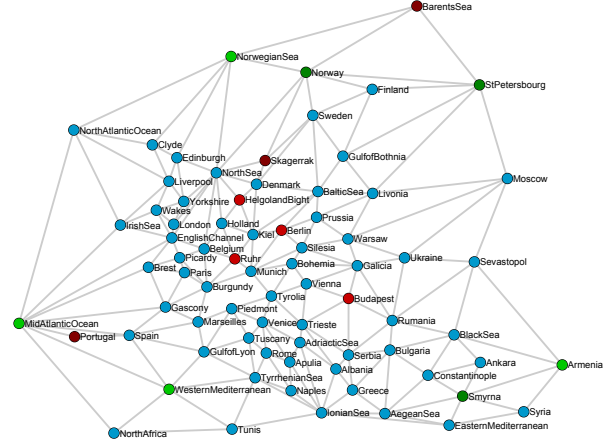 BarentsSea
NorwegianSea
Norway
StPetersbourg
Finland
Sweden
NorthAtlanticOcean
Clyde
Edinburgh
GulfofBothnia
Skagerrak
NorthSea
Liverpool
Denmark
Moscow
BalticSea
Livonia
Yorkshire
HelgolandBight
Wakes
Prussia
IrishSea
London
Holland
Berlin
Kiel
EnglishChannel
Warsaw
Belgium
Silesia
Picardy
Ruhr
Ukraine
Sevastopol
Brest
Paris
Munich
Bohemia
Galicia
Burgundy
Vienna
Tyrolia
Budapest
Gascony
Piedmont
MidAtlanticOcean
Marseilles
Venice
Trieste
Rumania
Portugal
Spain
Tuscany
AdriacticSea
BlackSea
GulfofLyon
Rome
Apulia
Serbia
Bulgaria
Albania
Ankara
Armenia
TyrrhenianSea
Constantinople
WesternMediterranean
Naples
Greece
Smyrna
IonianSea
AegeanSea
Syria
NorthAfrica
Tunis
EasternMediterranean